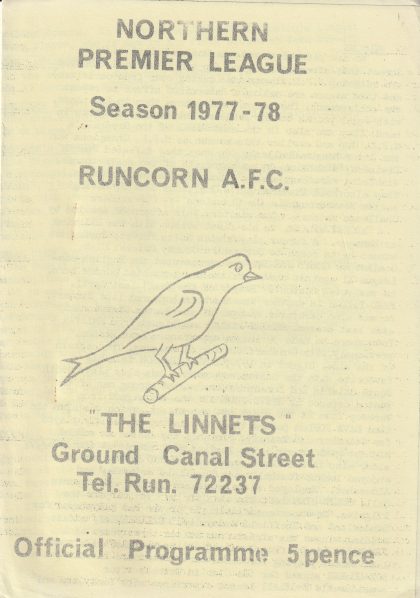 NORTHERN
PREMIER LEAGUE
Season 1977-78
RUNCORN A.F.C.
"THE LINNETS"
Ground Canal Street
Tel. Run. 72237
Official Programme 5 pence